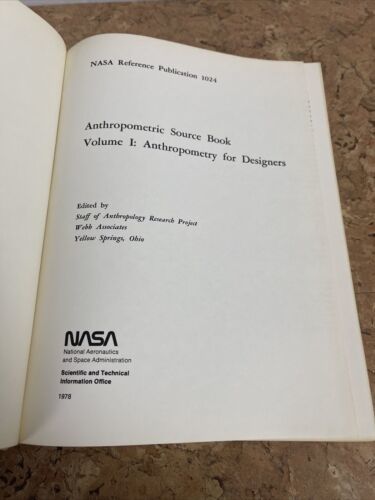 NASA Reference Publication 1024
Anthropometric Source Book
Volume I: Anthropometry for Designers
Edited by
Staff of Anthropology Research Project
Webb Associates
Yellow Springs, Ohio
NASA
National Aeronautics
and Space Administration
Scientific and Technical
Information Office
1978